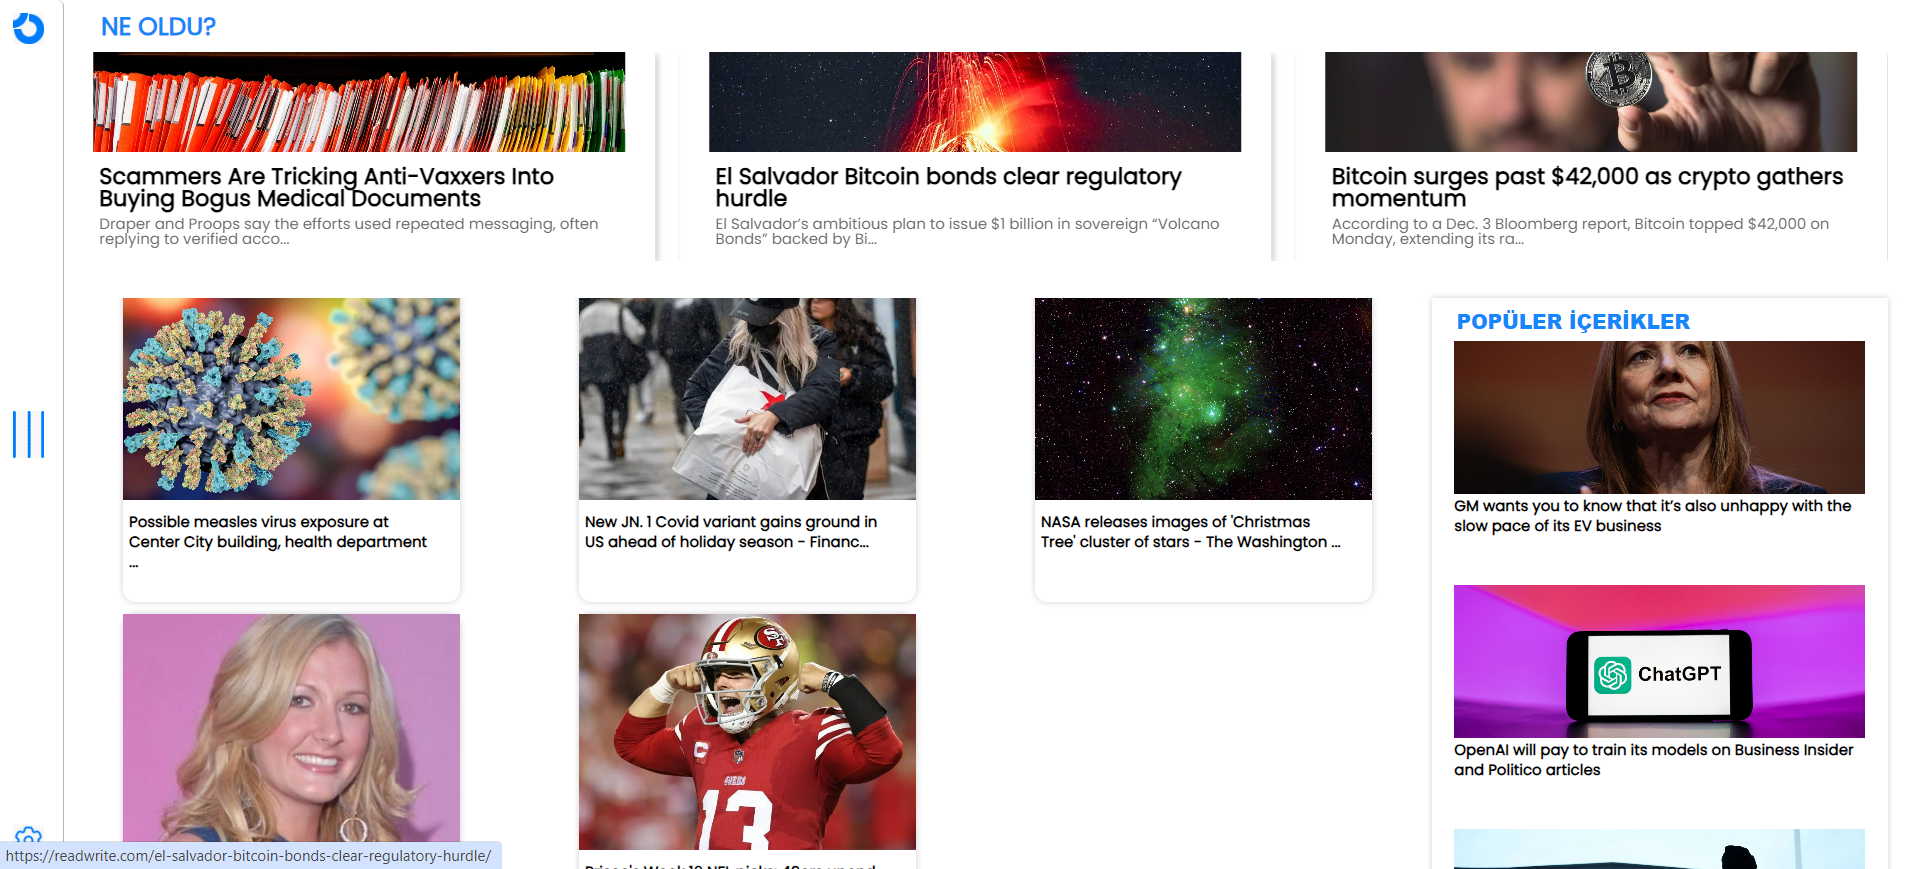 NE OLDU?
Scammers Are Tricking Anti-Vaxxers Into
Buying Bogus Medical Documents
Draper and Proops say the efforts used repeated messaging, often
replying to verified acco...
El Salvador Bitcoin bonds clear regulatory
hurdle
El Salvador’s ambitious plan to issue $1 billion in sovereign “Volcano
Bonds” backed by Bi...
Bitcoin surges past $42,000 as crypto gathers
momentum
According to a Dec. 3 Bloomberg report, Bitcoin topped $42,000 on
Monday, extending its ra...
Possible measles virus exposure at
Center City building, health department
...
New JN. 1 Covid variant gains ground in
US ahead of holiday season - Financ...
NASA releases images of 'Christmas
Tree' cluster of stars - The Washington ...
C
49ERS
13
POPÜLER İÇERİKLER
GM wants you to know that it’s also unhappy with the
slow pace of its EV business
ChatGPT
OpenAI will pay to train its models on Business Insider
and Politico articles
https://readwrite.com/el-salvador-bitcoin-bonds-clear-regulatory-hurdle/